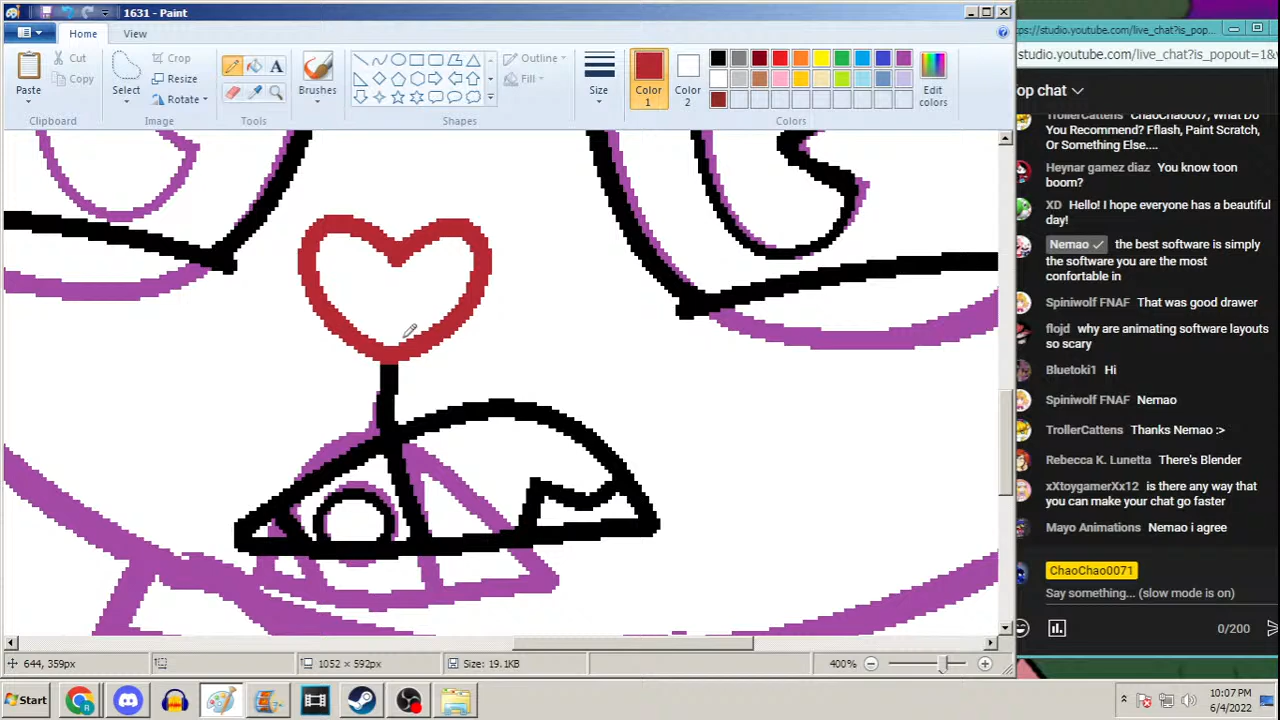 1631 - Paint
studio.youtube.com/live_chat?is_popout=1&
Home View
Cut
Copy
Paste
Clipboard
Select
Crop
Resize
Rotate
Image
Tools
Brushes
Outline
Fill
Shapes
Size
Color 1
Color 2
Edit colors
Colors
op chat
TrollerCattens ChaoChao007, What Do
You Recommend? Fflash, Paint Scratch,
Or Something Else....
Heynar gamez diaz You know toon
boom?
XD Hello! I hope everyone has a beautiful
day!
Nemao the best software is simply
the software you are the most
confortable in
Spiniwolf FNAF That was good drawer
flojd why are animating software layouts
so scary
Bluetoki1 Hi
Spiniwolf FNAF Nemao
TrollerCattens Thanks Nemao :>
Rebecca K. Lunetta There's Blender
xXtoygamerXx12 is there any way that
you can make your chat go faster
Mayo Animations Nemao i agree
ChaoChao0071
Say something... (slow mode is on)
0/200
644, 359px
1052 × 592px
Size: 19.1KB
400%
Start
10:07 PM
6/4/2022